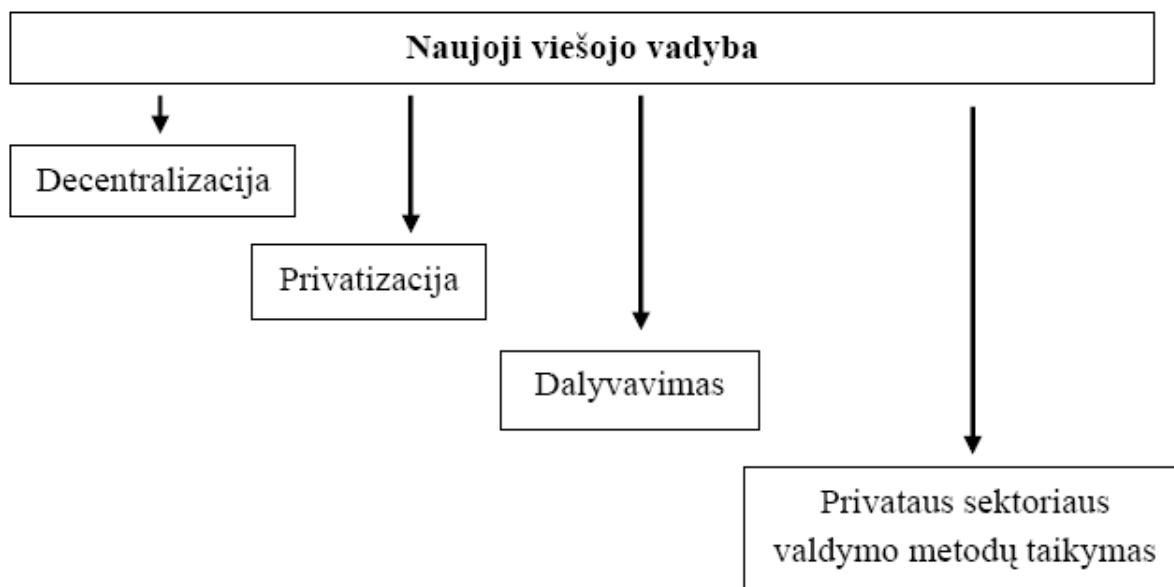 Naujoji viešojo vadyba
Decentralizacija
Privatizacija
Dalyvavimas
Privataus sektoriaus
valdymo metodų taikymas